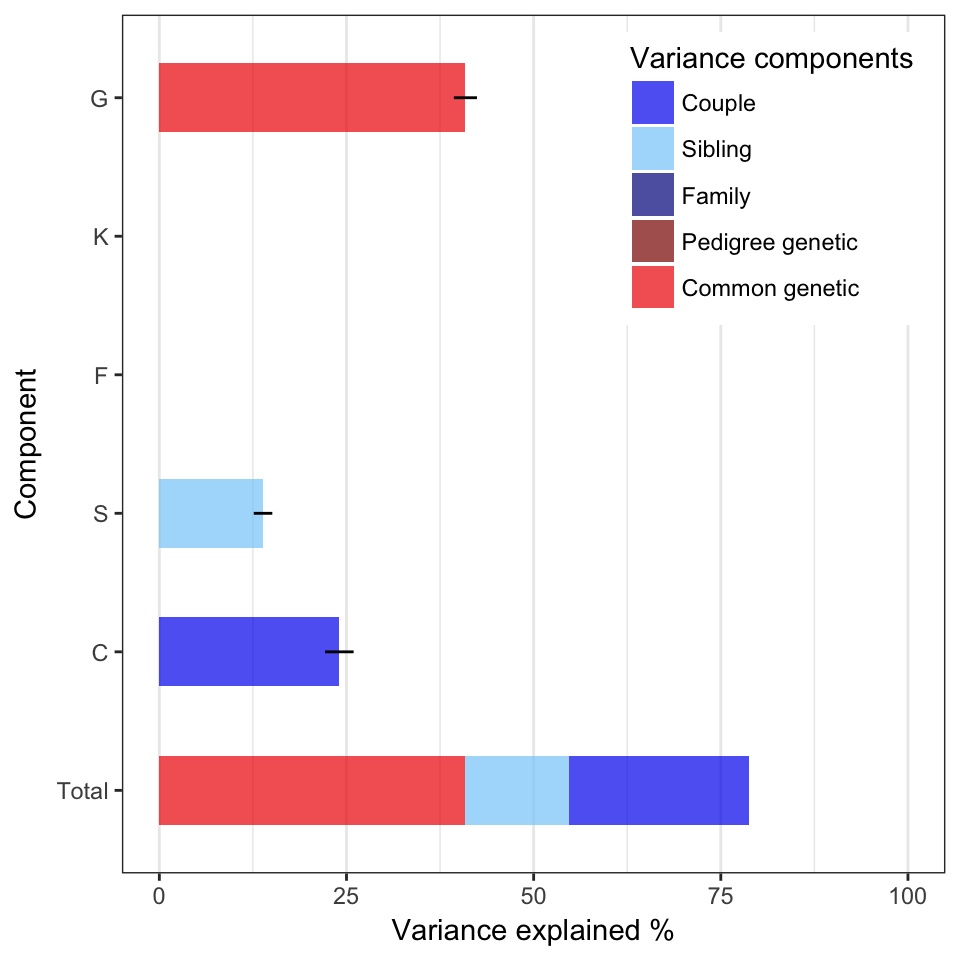 Variance components
Couple
Sibling
Family
Pedigree genetic
Common genetic
G
K
F
S
C
Total
Component
0 25 50 75 100
Variance explained %